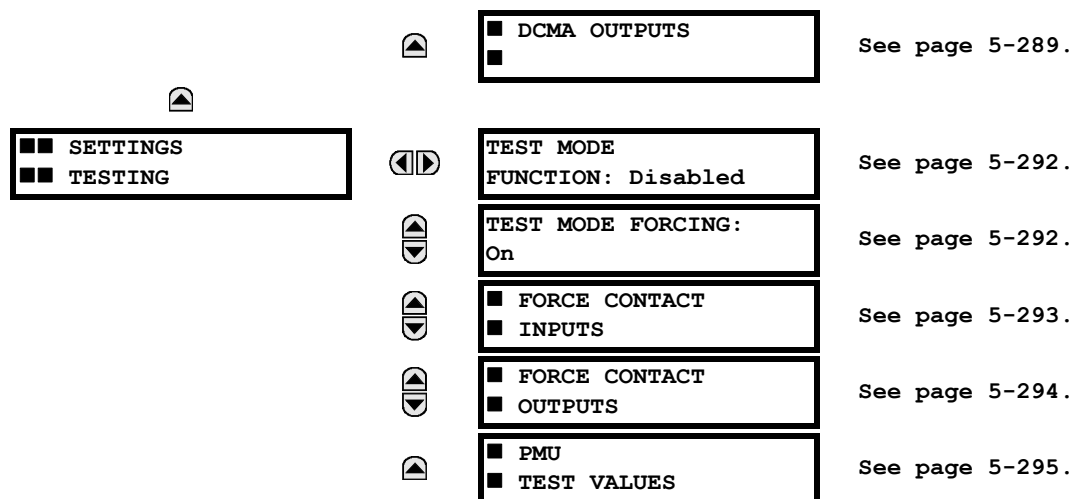 ■ DCMA OUTPUTS
■
See page 5-289.
■■ SETTINGS
■■ TESTING
TEST MODE
FUNCTION: Disabled
See page 5-292.
TEST MODE FORCING:
On
See page 5-292.
■ FORCE CONTACT
■ INPUTS
See page 5-293.
■ FORCE CONTACT
■ OUTPUTS
See page 5-294.
■ PMU
■ TEST VALUES
See page 5-295.